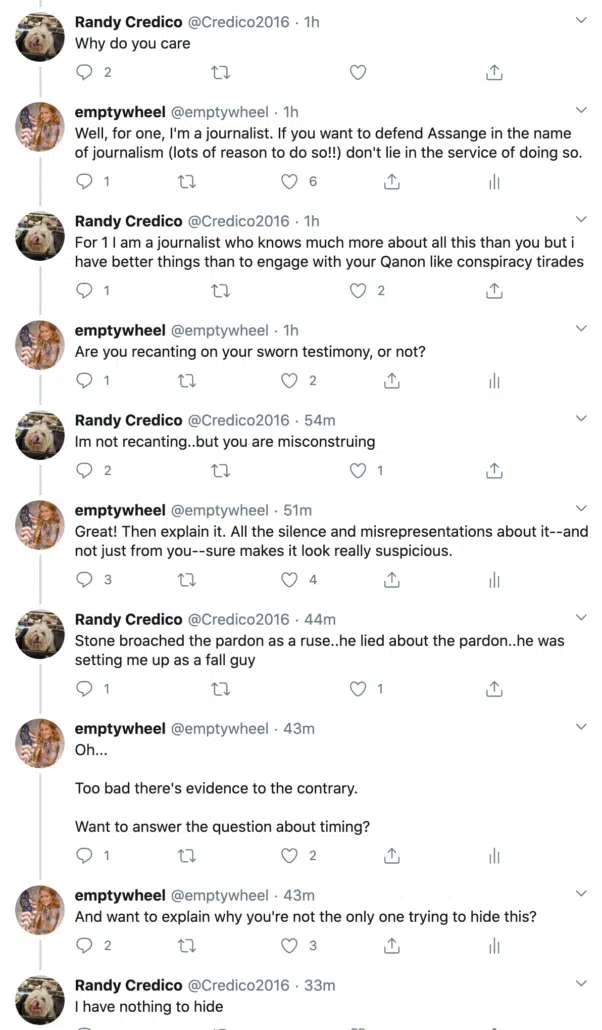 Randy Credico @Credico2016 · 1h
Why do you care
2
emptywheel @emptywheel · 1h
Well, for one, I'm a journalist. If you want to defend Assange in the name
of journalism (lots of reason to do so!!) don't lie in the service of doing so.
1 6
Randy Credico @Credico2016 · 1h
For 1 I am a journalist who knows much more about all this than you but i
have better things than to engage with your Qanon like conspiracy tirades
1 2
emptywheel @emptywheel · 1h
Are you recanting on your sworn testimony, or not?
1 2
Randy Credico @Credico2016 · 54m
Im not recanting..but you are misconstruing
2 1
emptywheel @emptywheel · 51m
Great! Then explain it. All the silence and misrepresentations about it--and
not just from you--sure makes it look really suspicious.
3 4
Randy Credico @Credico2016 · 44m
Stone broached the pardon as a ruse..he lied about the pardon..he was
setting me up as a fall guy
1 1
emptywheel @emptywheel · 43m
Oh...
Too bad there's evidence to the contrary.
Want to answer the question about timing?
1 2
emptywheel @emptywheel · 43m
And want to explain why you're not the only one trying to hide this?
2 3
Randy Credico @Credico2016 · 33m
I have nothing to hide